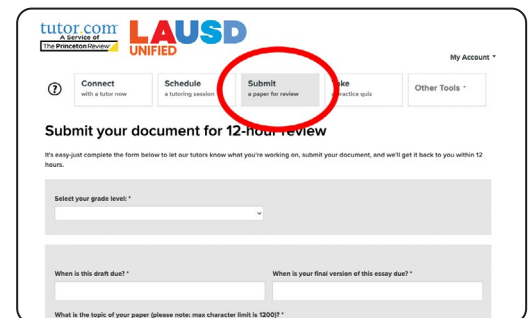 tutor.com
A Service of
The Princeton Review
LAUSD
UNIFIED
My Account
?
Connect
with a tutor now
Schedule
a tutoring session
Submit
a paper for review
ke
practice quiz
Other Tools
Submit your document for 12-hour review
It's easy-just complete the form below to let our tutors know what you're working on, submit your document, and we'll get it back to you within 12
hours.
Select your grade level: *
When is this draft due? *
When is your final version of this essay due? *
What is the topic of your paper (please note: max character limit is 1200)? *